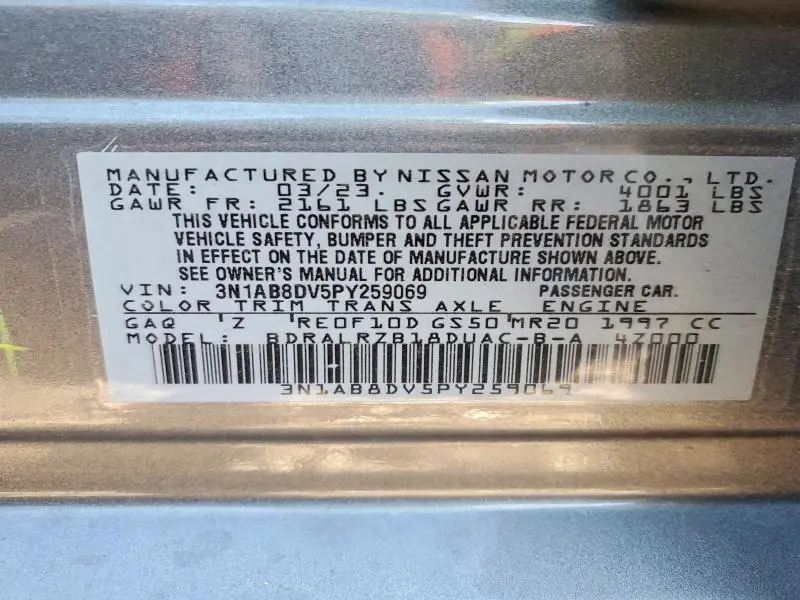 MANUFACTURED BY NISSAN MOTOR CO., LTD.
DATE: 03/23. GVWR: 4001 LBS
GAWR FR: 2161 LBS GAWR RR: 1863 LBS
THIS VEHICLE CONFORMS TO ALL APPLICABLE FEDERAL MOTOR
VEHICLE SAFETY, BUMPER AND THEFT PREVENTION STANDARDS
IN EFFECT ON THE DATE OF MANUFACTURE SHOWN ABOVE.
SEE OWNER'S MANUAL FOR ADDITIONAL INFORMATION.
VIN: 3N1AB8DV5PY259069 PASSENGER CAR.
COLOR TRIM TRANS AXLE ENGINE
GAQ 'Z 'RE0F10D GS50'MR20 1997 CC
MODEL: BDRALRZB18DUAC-B-A 4Z000
3N1AB8DV5PY259069